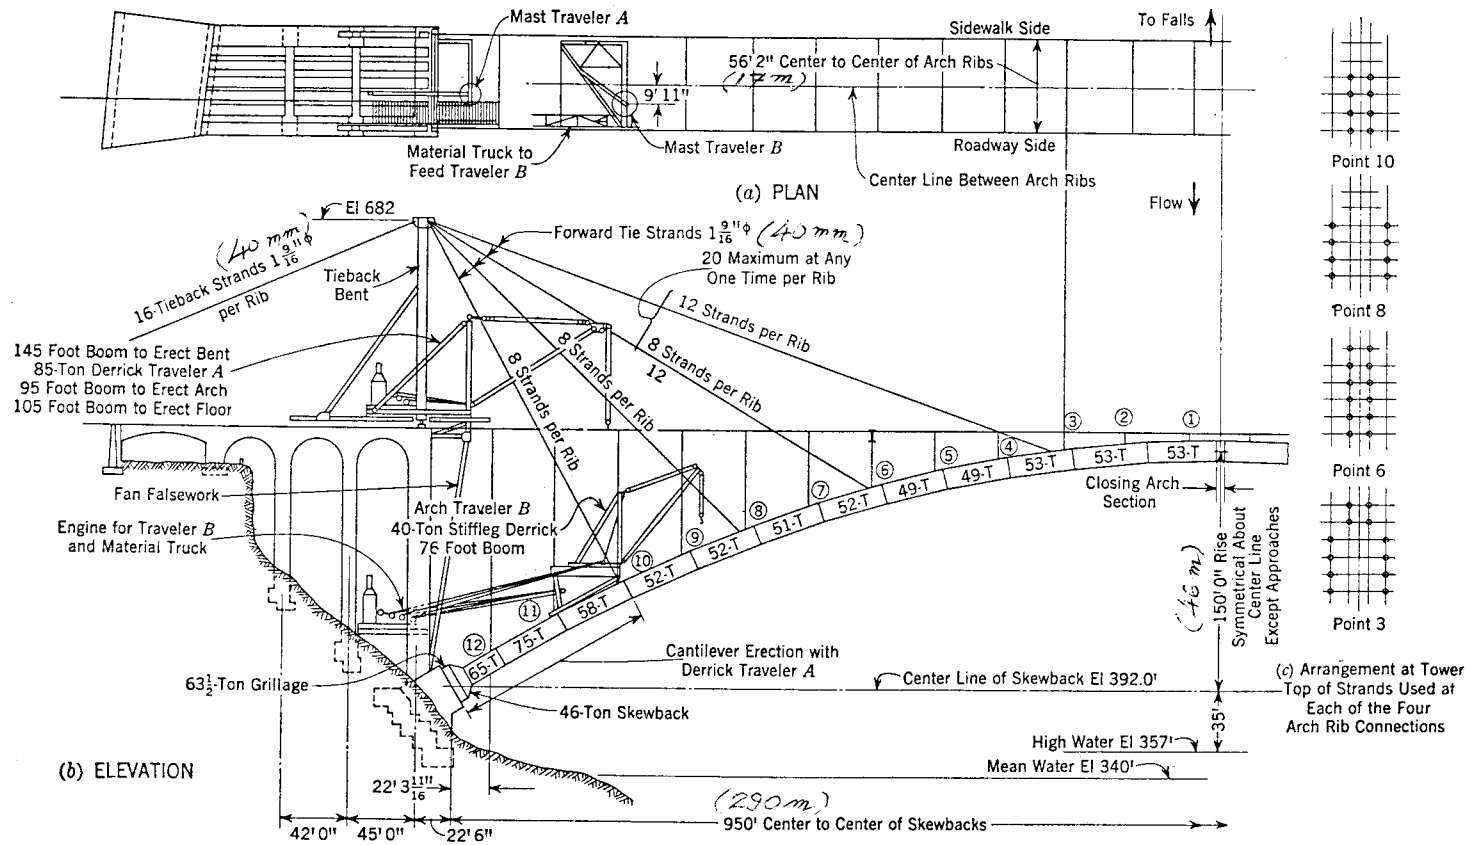 Mast Traveler A
Sidewalk Side
To Falls
56'2" Center to Center of Arch Ribs
(17 m)
9'11"
Material Truck to
Feed Traveler B
Mast Traveler B
Roadway Side
Center Line Between Arch Ribs
(a) PLAN
Flow
Point 10
El 682
(40 mm)
16-Tieback Strands 1 9/16" φ
per Rib
Tieback
Bent
Forward Tie Strands 1 9/16" φ (40 mm)
20 Maximum at Any
One Time per Rib
12 Strands per Rib
8 Strands per Rib
12
8 Strands per Rib
8 Strands per Rib
Point 8
145 Foot Boom to Erect Bent
85-Ton Derrick Traveler A
95 Foot Boom to Erect Arch
105 Foot Boom to Erect Floor
Fan Falsework
Engine for Traveler B
and Material Truck
Arch Traveler B
40-Ton Stiffleg Derrick
76 Foot Boom
① ② ③ ④ ⑤ ⑥ ⑦ ⑧ ⑨ ⑩ ⑪ ⑫
65-T 75-T 58-T 52-T 52-T 51-T 52-T 49-T 49-T 53-T 53-T 53-T
Closing Arch
Section
Point 6
150' 0" Rise
(46 m)
Symmetrical About
Center Line
Except Approaches
Point 3
Cantilever Erection with
Derrick Traveler A
63½-Ton Grillage
46-Ton Skewback
Center Line of Skewback El 392.0'
35'
High Water El 357'
Mean Water El 340'
(c) Arrangement at Tower
Top of Strands Used at
Each of the Four
Arch Rib Connections
(b) ELEVATION
22' 3 11/16"
42' 0"
45' 0"
22' 6"
(290 m)
950' Center to Center of Skewbacks